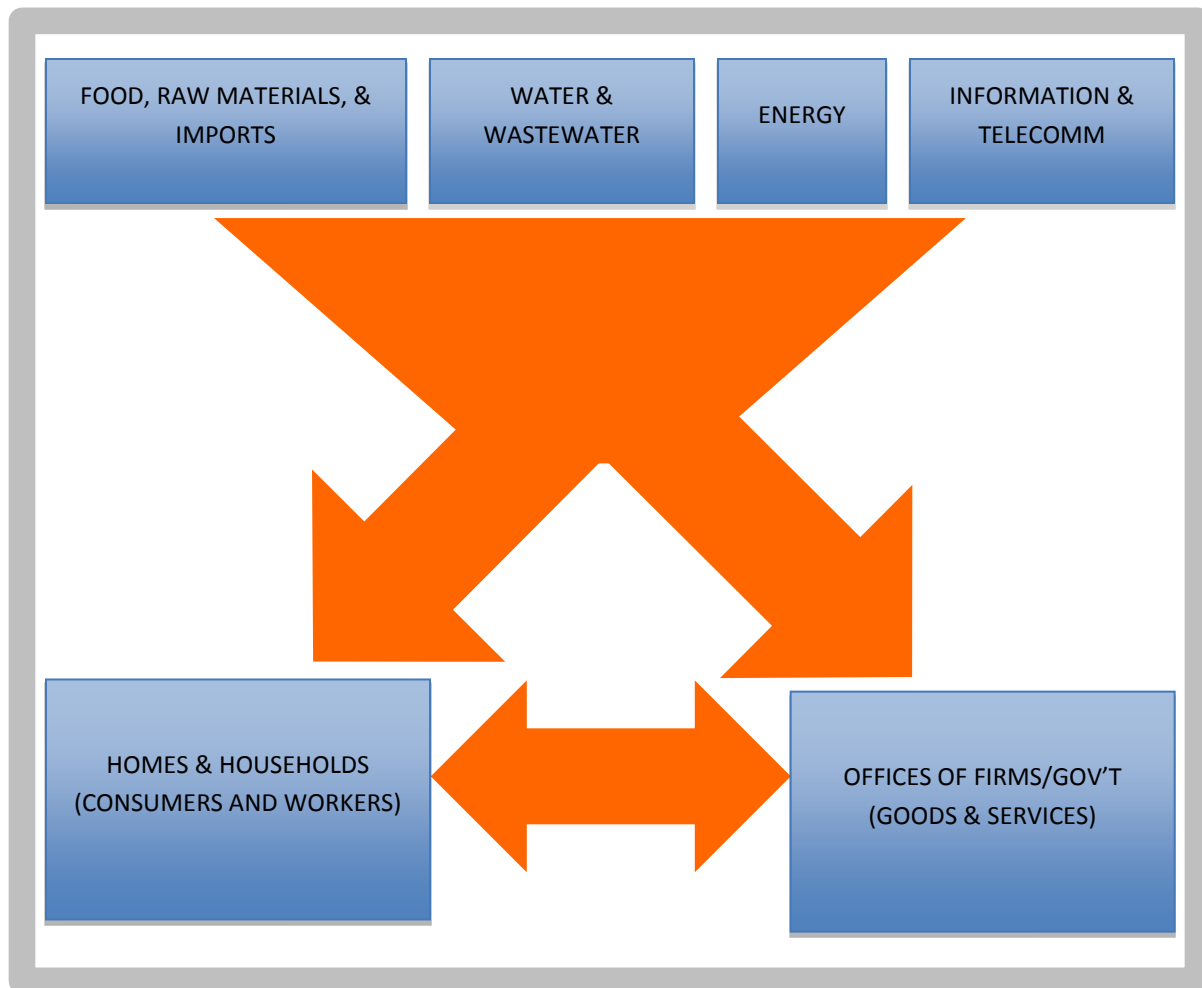 FOOD, RAW MATERIALS, &
IMPORTS
WATER &
WASTEWATER
ENERGY
INFORMATION &
TELECOMM
HOMES & HOUSEHOLDS
(CONSUMERS AND WORKERS)
OFFICES OF FIRMS/GOV’T
(GOODS & SERVICES)